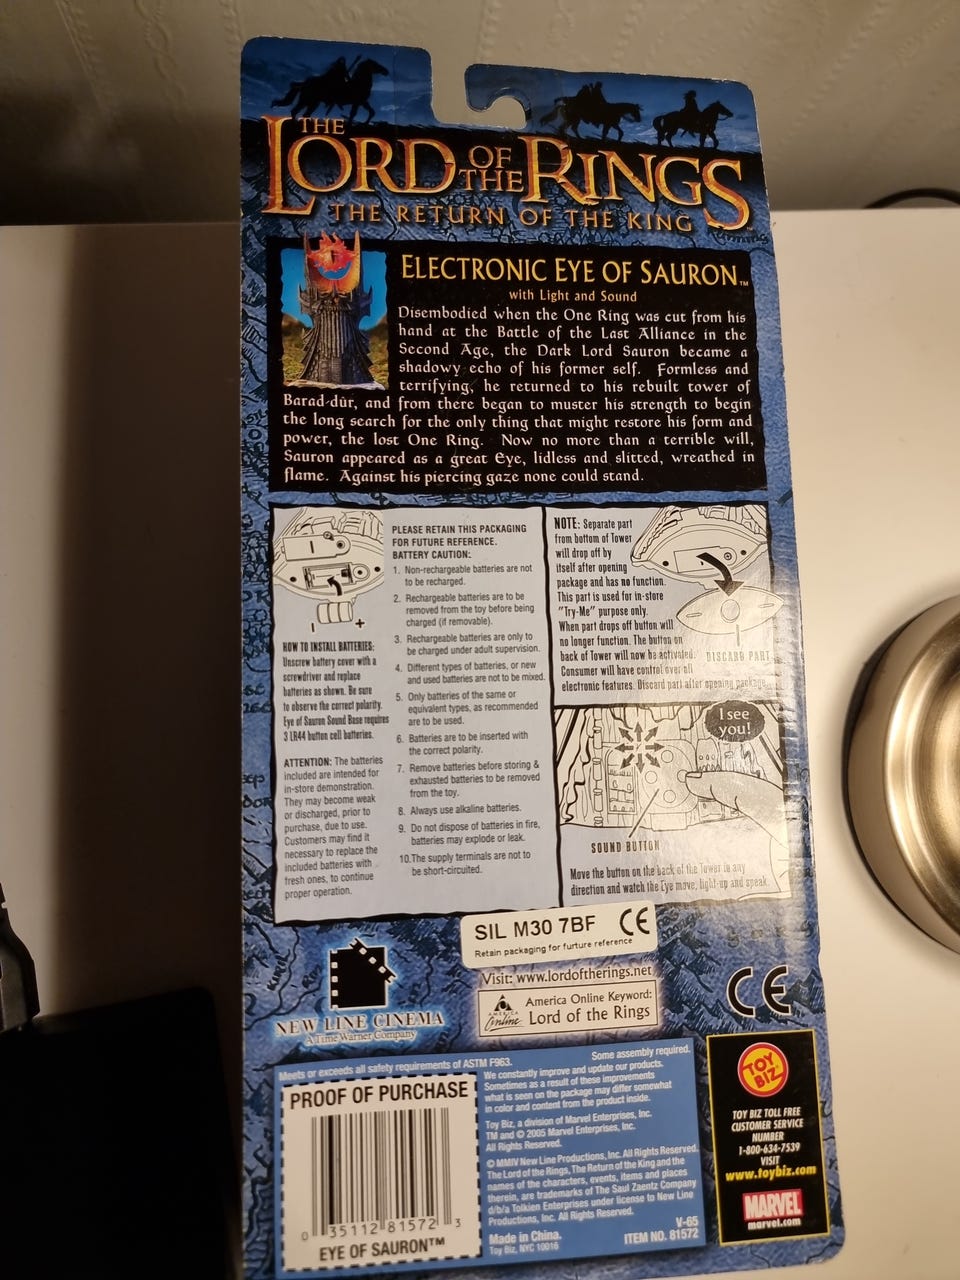 THE
LORD OF THE RINGS
THE RETURN OF THE KING
ELECTRONIC EYE OF SAURON™
with Light and Sound
Disembodied when the One Ring was cut from his
hand at the Battle of the Last Alliance in the
Second Age, the Dark Lord Sauron became a
shadowy echo of his former self. Formless and
terrifying, he returned to his rebuilt tower of
Barad-dûr, and from there began to muster his strength to begin
the long search for the only thing that might restore his form and
power, the lost One Ring. Now no more than a terrible will,
Sauron appeared as a great Eye, lidless and slitted, wreathed in
flame. Against his piercing gaze none could stand.
HOW TO INSTALL BATTERIES:
Unscrew battery cover with a
screwdriver and replace
batteries as shown. Be sure
to observe the correct polarity.
Eye of Sauron Sound Base requires
3 LR44 button cell batteries.
ATTENTION: The batteries
included are intended for
in-store demonstration.
They may become weak
or discharged, prior to
purchase, due to use.
Customers may find it
necessary to replace the
included batteries with
fresh ones, to continue
proper operation.
PLEASE RETAIN THIS PACKAGING
FOR FUTURE REFERENCE.
BATTERY CAUTION:
1. Non-rechargeable batteries are not
to be recharged.
2. Rechargeable batteries are to be
removed from the toy before being
charged (if removable).
3. Rechargeable batteries are only to
be charged under adult supervision.
4. Different types of batteries, or new
and used batteries are not to be mixed.
5. Only batteries of the same or
equivalent types, as recommended
are to be used.
6. Batteries are to be inserted with
the correct polarity.
7. Remove batteries before storing &
exhausted batteries to be removed
from the toy.
8. Always use alkaline batteries.
9. Do not dispose of batteries in fire,
batteries may explode or leak.
10.The supply terminals are not to
be short-circuited.
NOTE: Separate part
from bottom of Tower
will drop off by
itself after opening
package and has no function.
This part is used for in-store
"Try-Me" purpose only.
When part drops off button will
no longer function. The button on
back of Tower will now be activated.
Consumer will have control over all
electronic features. Discard part after opening package.
DISCARD PART
I see
you!
SOUND BUTTON
Move the button on the back of the Tower in any
direction and watch the Eye move, light-up and speak.
SIL M30 7BF CE
Retain packaging for furture reference
NEW LINE CINEMA
A Time Warner Company
Visit: www.lordoftherings.net
AMERICA
Online
America Online Keyword:
Lord of the Rings
CE
Meets or exceeds all safety requirements of ASTM F963.
Some assembly required.
PROOF OF PURCHASE
0 35112 81572 3
EYE OF SAURON™
We constantly improve and update our products.
Sometimes as a result of these improvements
what is seen on the package may differ somewhat
in color and content from the product inside.
Toy Biz, a division of Marvel Enterprises, Inc.
TM and © 2005 Marvel Enterprises, Inc.
All Rights Reserved.
© MMIV New Line Productions, Inc. All Rights Reserved.
The Lord of the Rings, The Return of the King and the
names of the characters, events, items and places
therein, are trademarks of The Saul Zaentz Company
d/b/a Tolkien Enterprises under license to New Line
Productions, Inc. All Rights Reserved.
Made in China.
Toy Biz, NYC 10016
V-65
ITEM NO. 81572
TOY
BIZ
TOY BIZ TOLL FREE
CUSTOMER SERVICE
NUMBER
1-800-634-7539
VISIT
www.toybiz.com
MARVEL
marvel.com